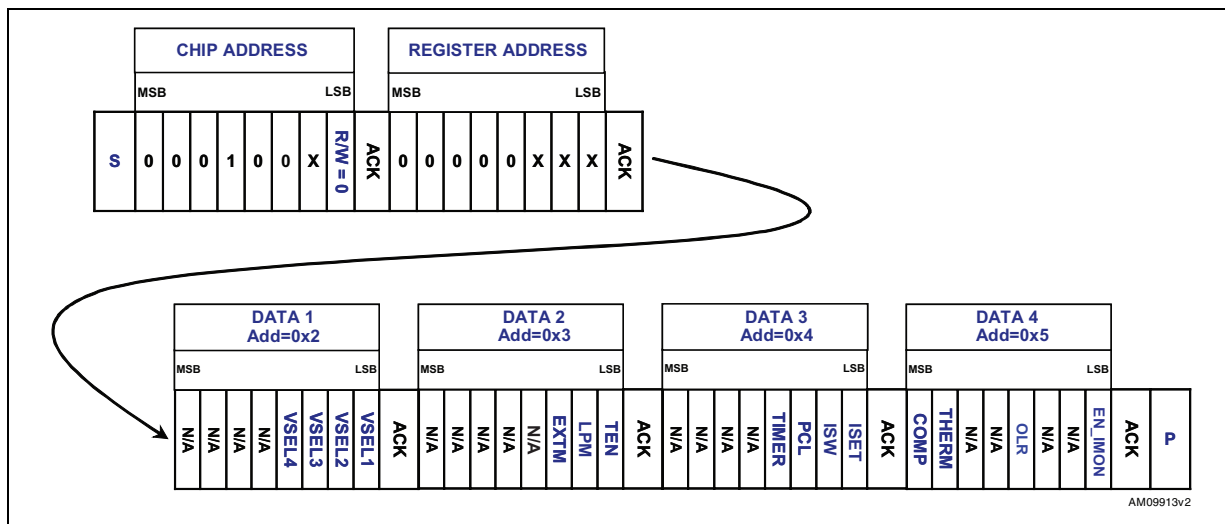 CHIP ADDRESS REGISTER ADDRESS
MSB LSB MSB LSB
S 0 0 0 1 0 0 X R/W = 0 ACK 0 0 0 0 0 X X X ACK
DATA 1 DATA 2 DATA 3 DATA 4
Add=0x2 Add=0x3 Add=0x4 Add=0x5
MSB LSB MSB LSB MSB LSB MSB LSB
N/A N/A N/A N/A VSEL4 VSEL3 VSEL2 VSEL1 ACK N/A N/A N/A N/A N/A EXTM LPM TEN ACK N/A N/A N/A N/A TIMER PCL ISW ISET ACK COMP THERM N/A N/A OLR N/A N/A EN_IMON ACK P
AM09913v2